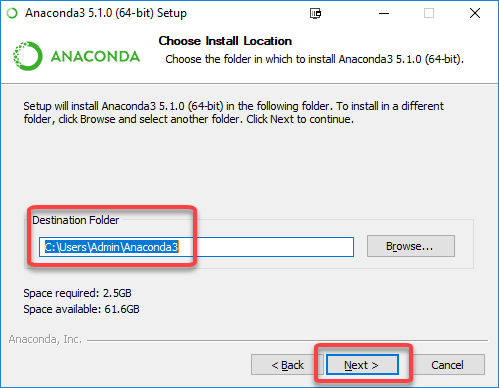 Anaconda3 5.1.0 (64-bit) Setup
ANACONDA
Choose Install Location
Choose the folder in which to install Anaconda3 5.1.0 (64-bit).
Setup will install Anaconda3 5.1.0 (64-bit) in the following folder. To install in a different
folder, click Browse and select another folder. Click Next to continue.
Destination Folder
C:\Users\Admin\Anaconda3
Browse...
Space required: 2.5GB
Space available: 61.6GB
Anaconda, Inc.
< Back
Next >
Cancel